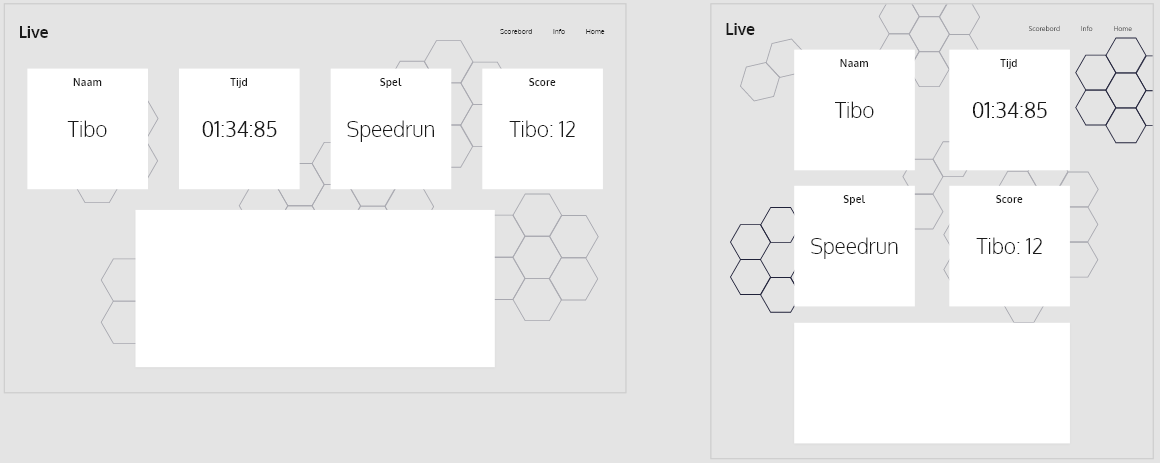 Live
Scorebord Info Home
Naam Tijd Spel Score
Tibo 01:34:85 Speedrun Tibo: 12
Live
Scorebord Info Home
Naam Tijd
Tibo 01:34:85
Spel Score
Speedrun Tibo: 12